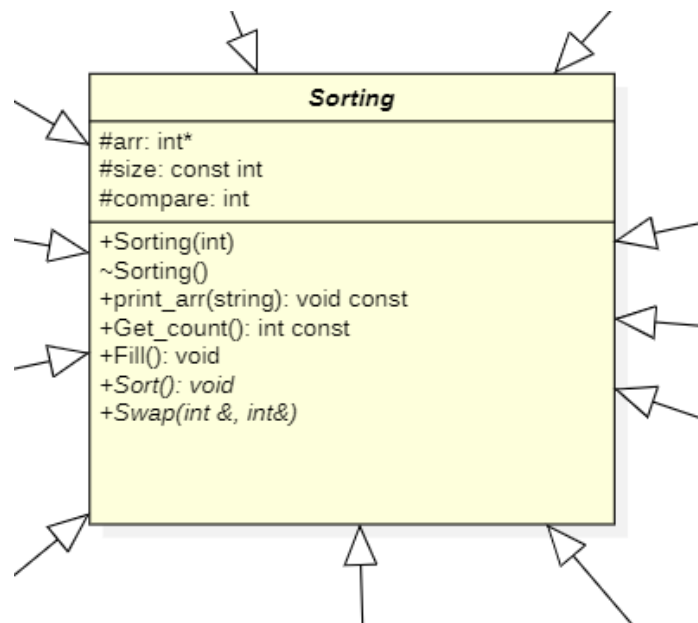 Sorting
#arr: int*
#size: const int
#compare: int
+Sorting(int)
~Sorting()
+print_arr(string): void const
+Get_count(): int const
+Fill(): void
+Sort(): void
+Swap(int &, int&)